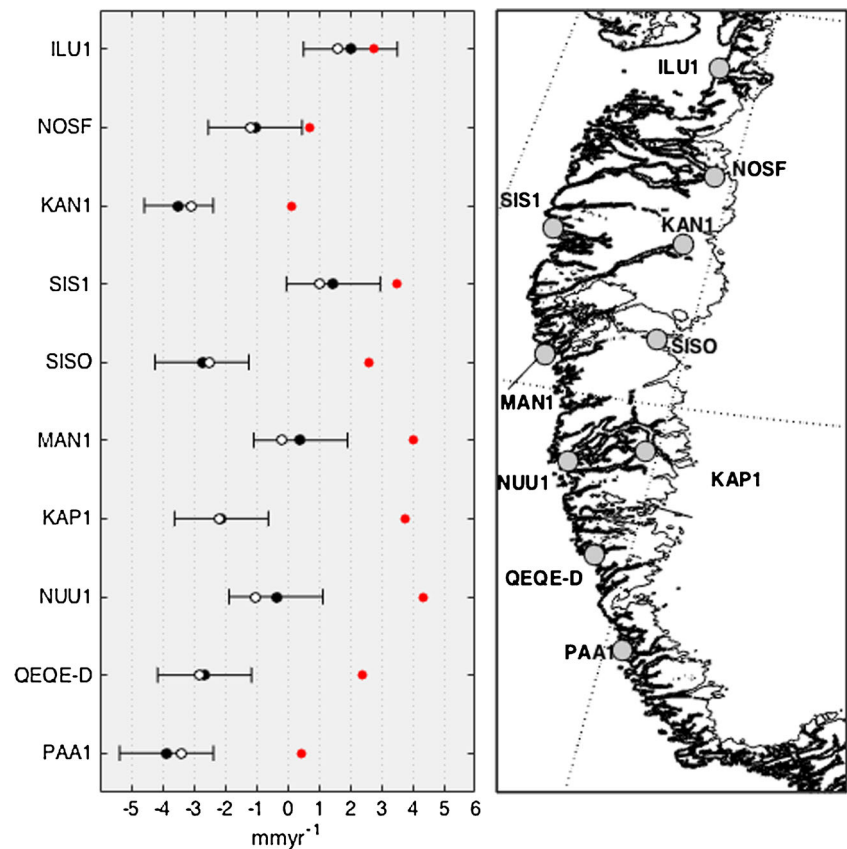 ILU1
NOSF
KAN1
SIS1
SISO
MAN1
KAP1
NUU1
QEQE-D
PAA1
-5 -4 -3 -2 -1 0 1 2 3 4 5 6
mmyr⁻¹
ILU1
NOSF
SIS1
KAN1
SISO
MAN1
NUU1
KAP1
QEQE-D
PAA1